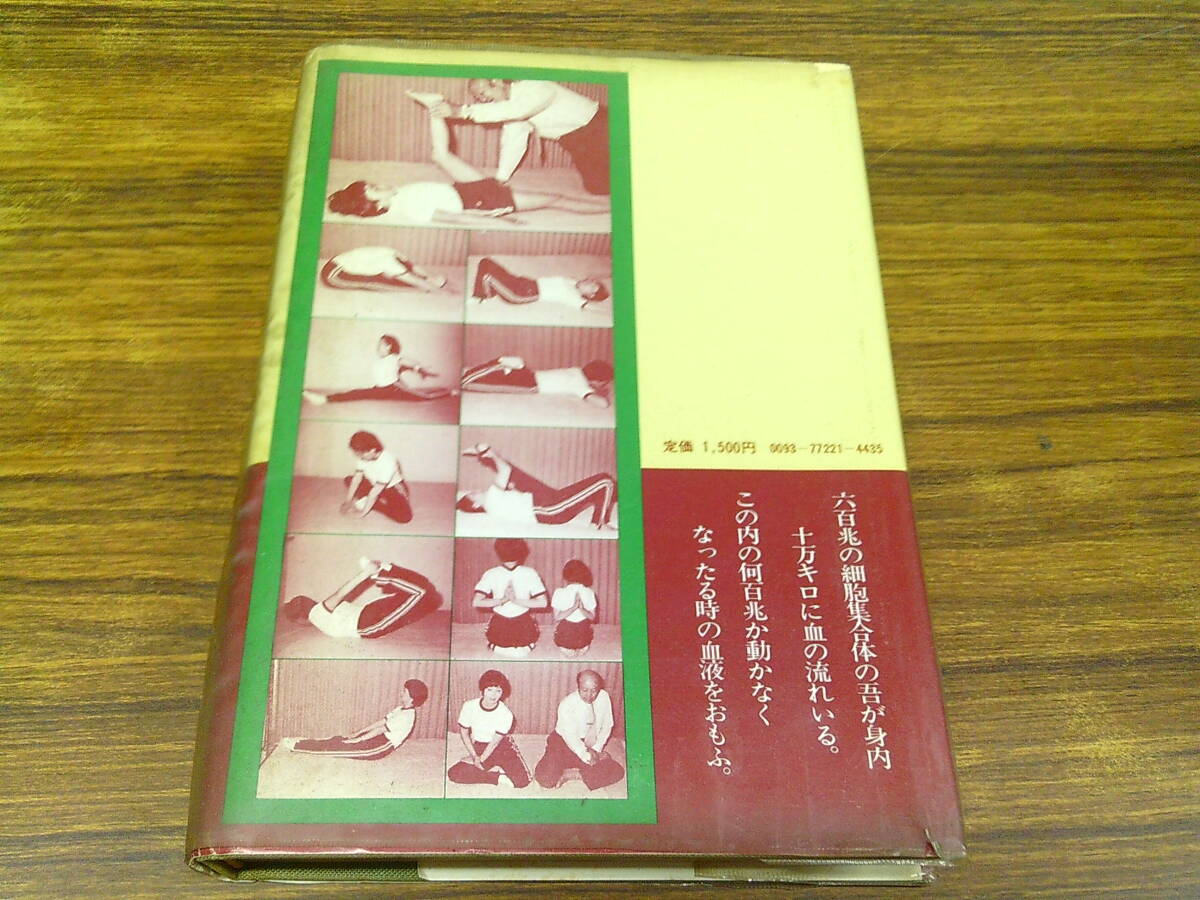 定価 1,500円 0093-77221-4435
六百兆の細胞集合体の吾が身内
十万キロに血の流れいる。
この内の何百兆か動かなく
なったる時の血液をおもふ。